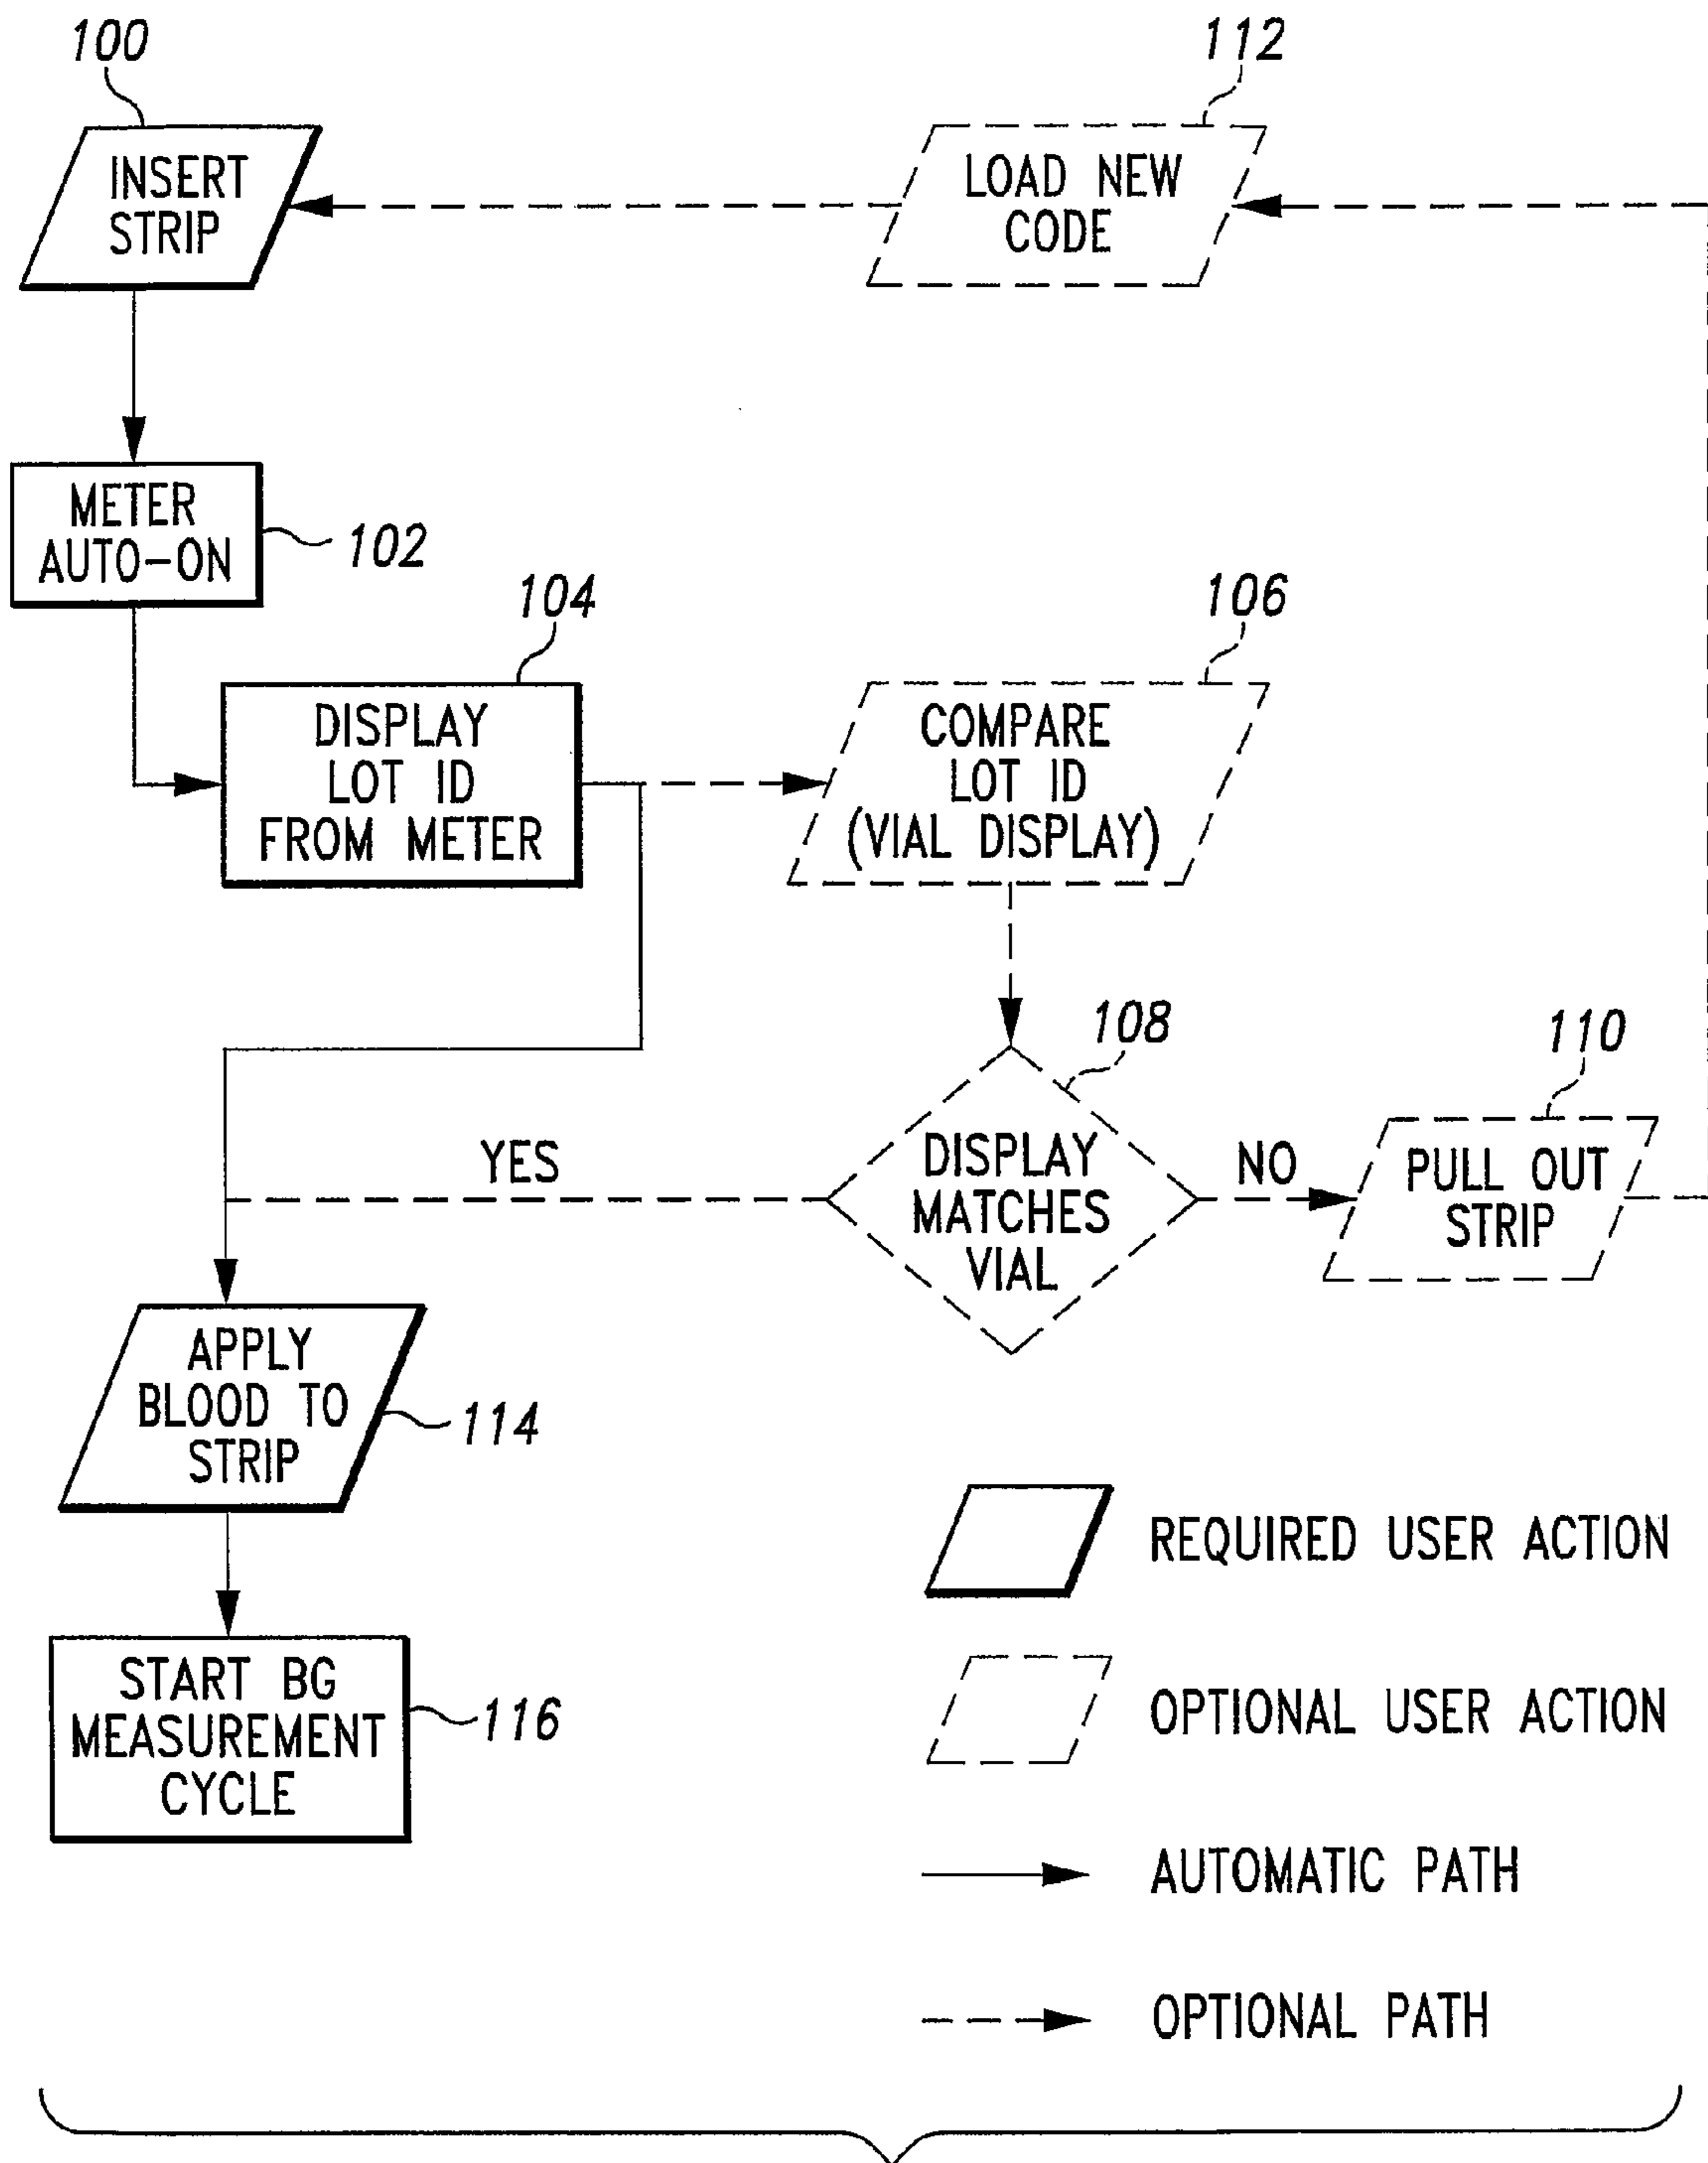 100
112
INSERT
STRIP
LOAD NEW
CODE
METER
AUTO-ON
102
104
106
DISPLAY
LOT ID
FROM METER
COMPARE
LOT ID
(VIAL DISPLAY)
108
110
YES
DISPLAY
MATCHES
VIAL
NO
PULL OUT
STRIP
APPLY
BLOOD TO
STRIP
114
REQUIRED USER ACTION
START BG
MEASUREMENT
CYCLE
116
OPTIONAL USER ACTION
AUTOMATIC PATH
OPTIONAL PATH